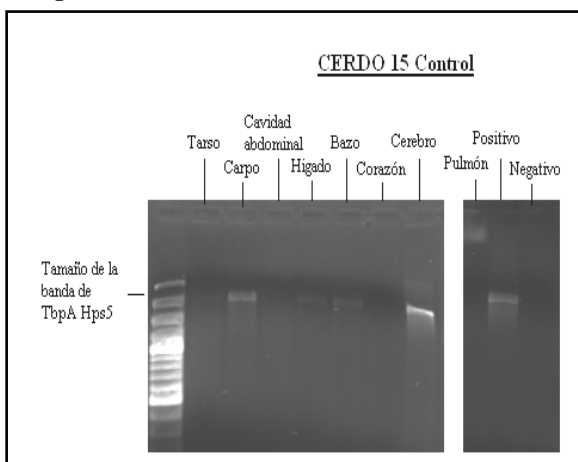 CERDO 15 Control
Cavidad
Tarso abdominal Bazo Cerebro Positivo
Carpo Higado Corazón Pulmón Negativo
Tamaño de la
banda de
TbpA Hps5